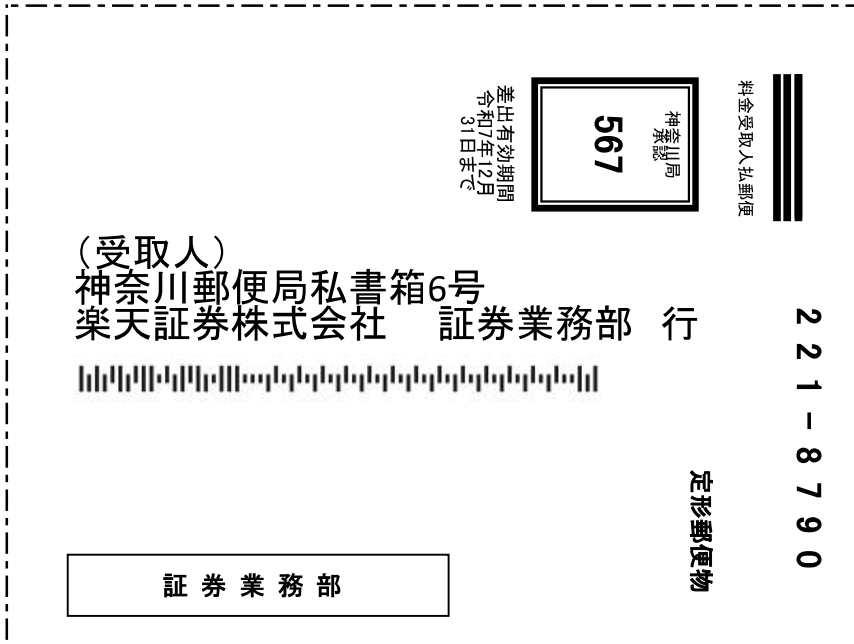 料金受取人払郵便
神奈川局
承認
567
差出有効期間
令和7年12月
31日まで
（受取人）
神奈川郵便局私書箱6号
楽天証券株式会社　証券業務部　行
221-8790
定形郵便物
証券業務部